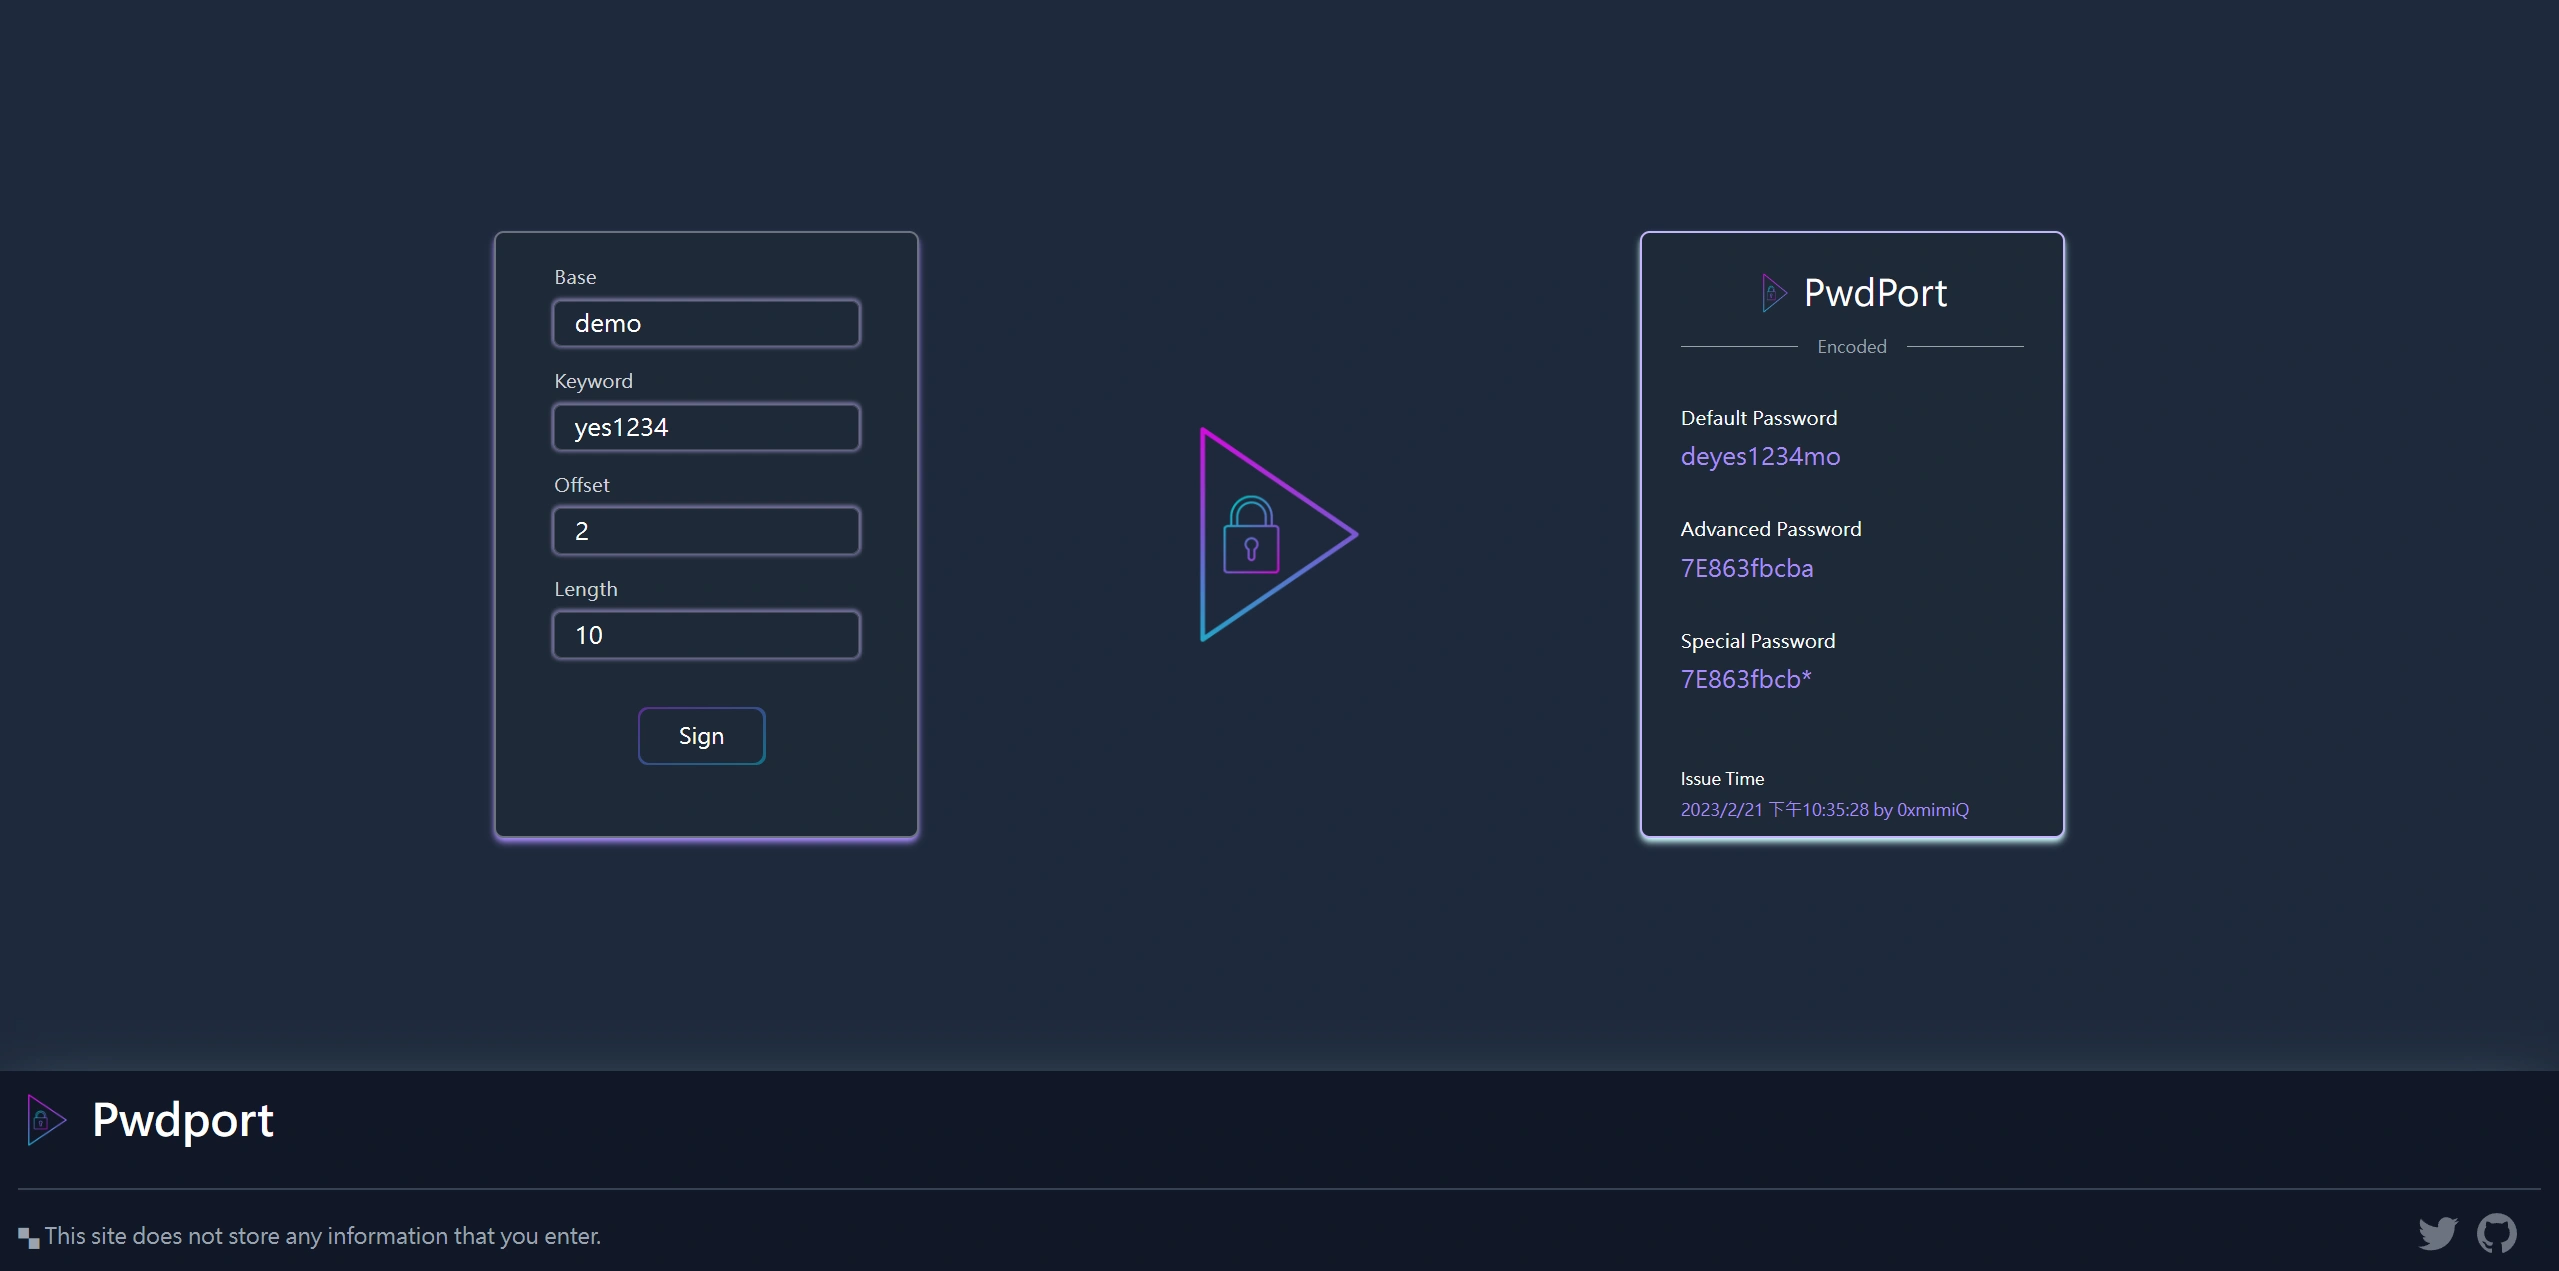 Base
demo
Keyword
yes1234
Offset
2
Length
10
Sign
PwdPort
Encoded
Default Password
deyes1234mo
Advanced Password
7E863fbcba
Special Password
7E863fbcb*
Issue Time
2023/2/21 下午10:35:28 by 0xmimiQ
Pwdport
This site does not store any information that you enter.